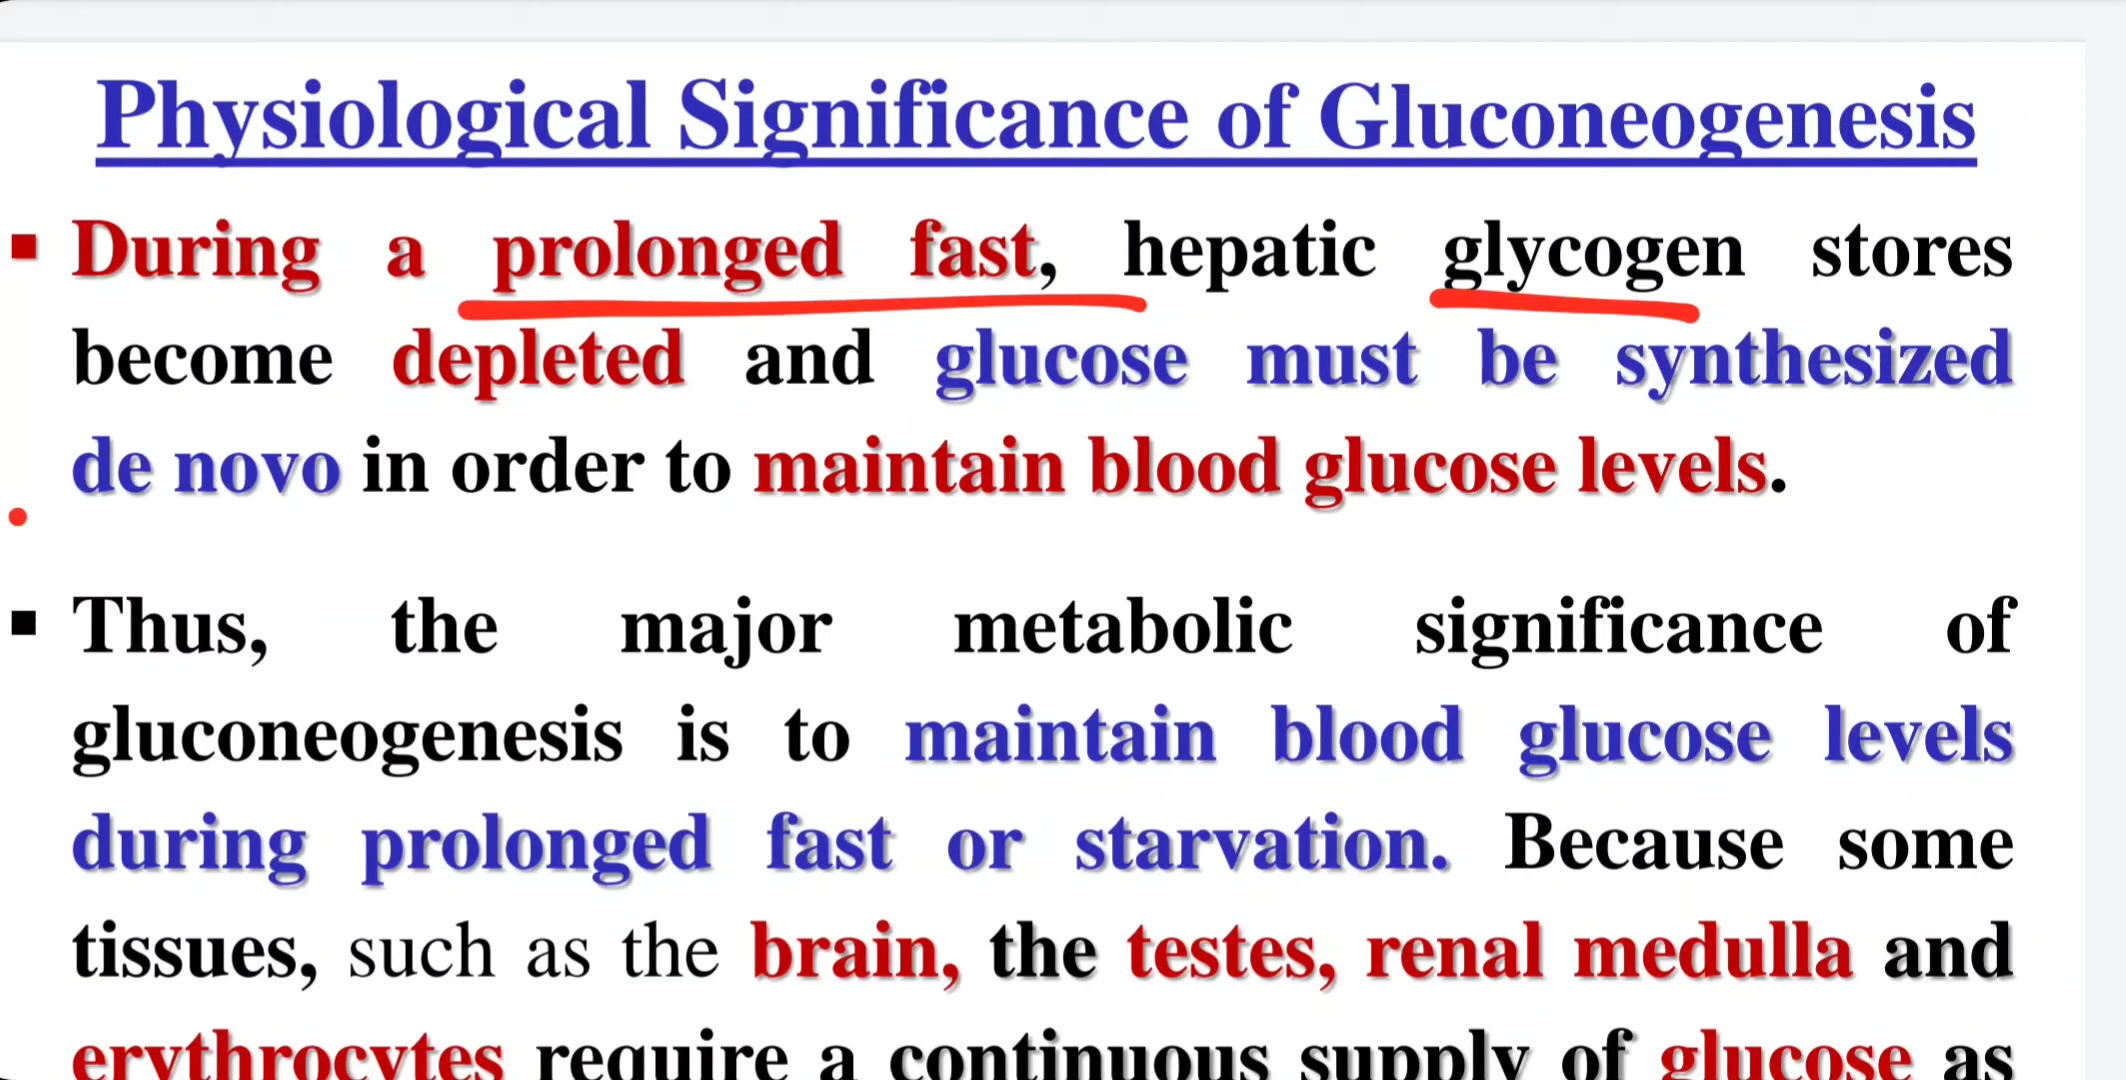 Physiological Significance of Gluconeogenesis
▪ During a prolonged fast, hepatic glycogen stores
become depleted and glucose must be synthesized
de novo in order to maintain blood glucose levels.
▪ Thus, the major metabolic significance of
gluconeogenesis is to maintain blood glucose levels
during prolonged fast or starvation. Because some
tissues, such as the brain, the testes, renal medulla and
erythrocytes require a continuous supply of glucose as